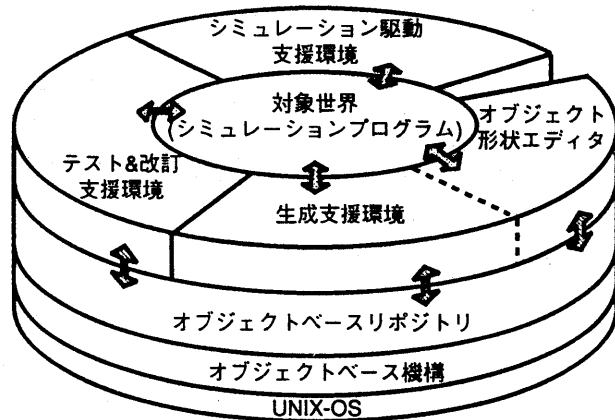 シミュレーション駆動
支援環境
対象世界
(シミュレーションプログラム)
オブジェクト
形状エディタ
テスト&改訂
支援環境
生成支援環境
オブジェクトベースリポジトリ
オブジェクトベース機構
UNIX-OS